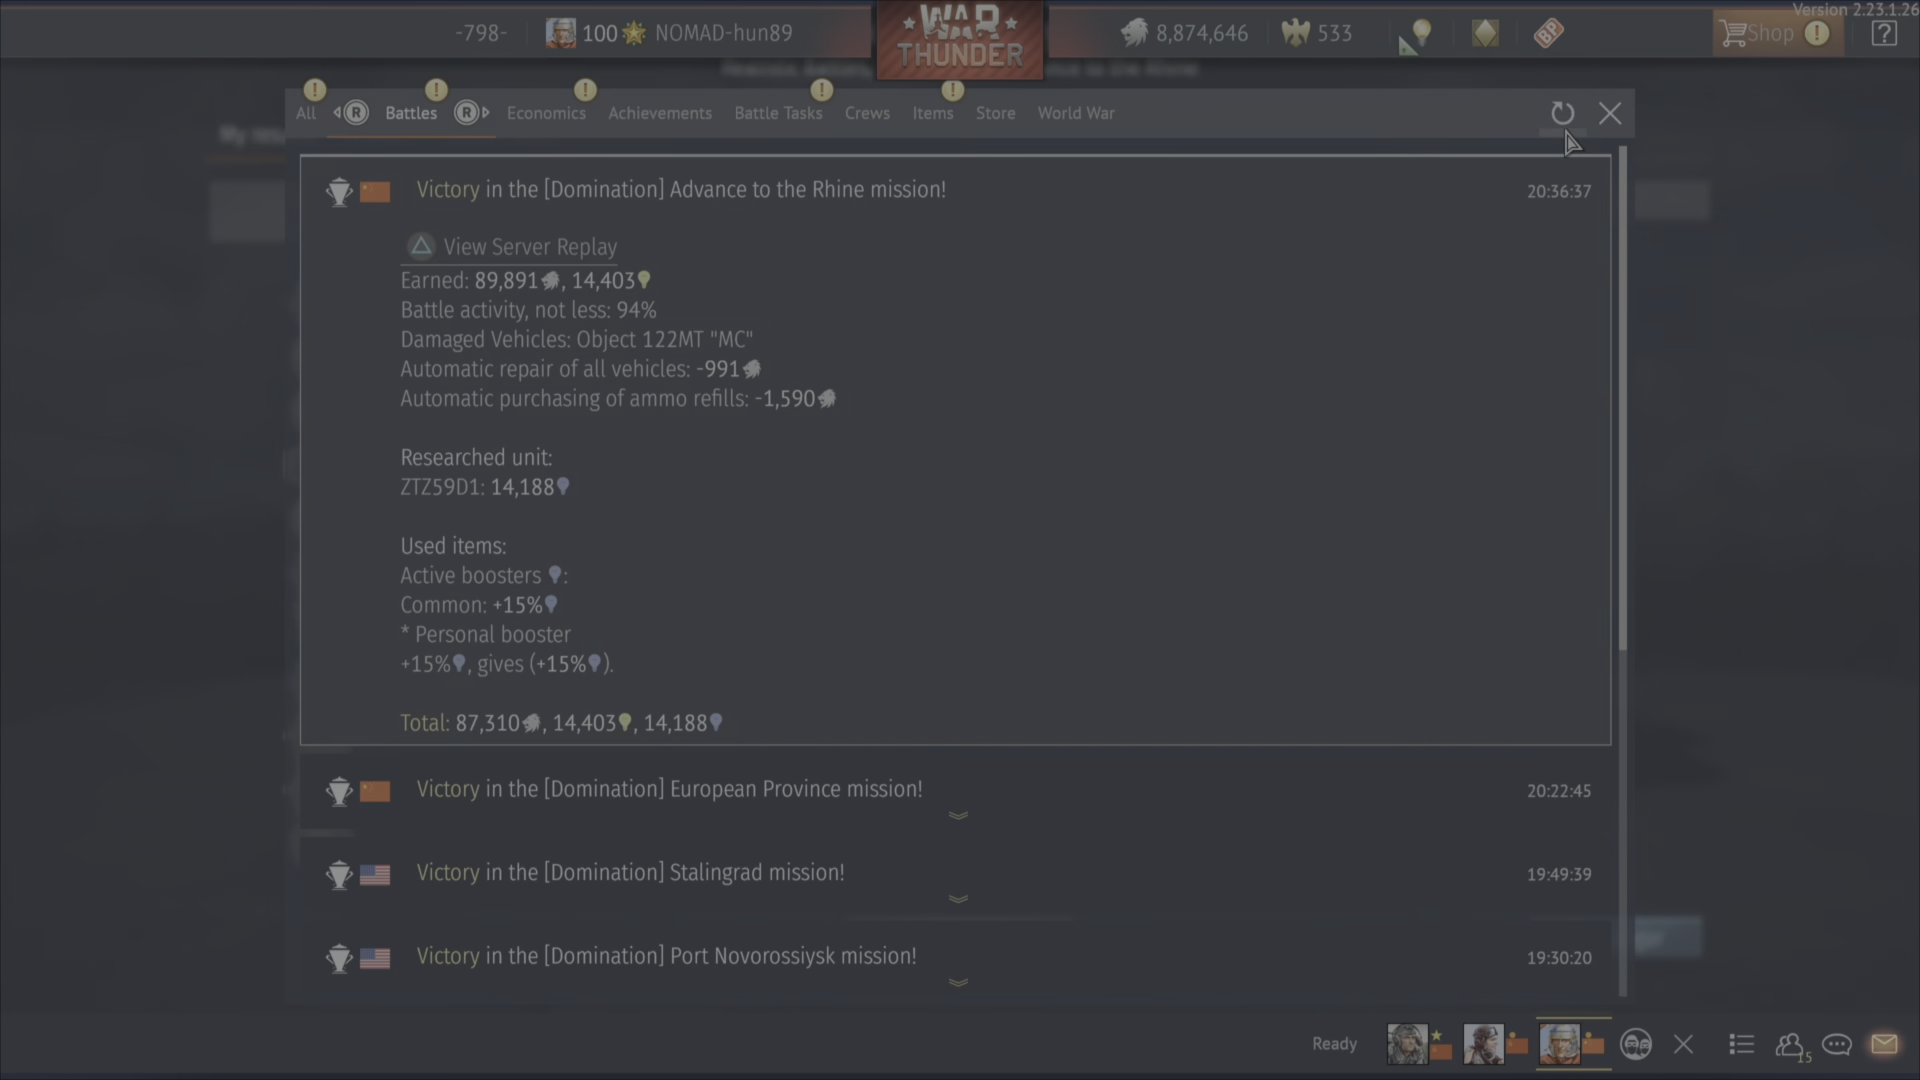 Version 2.23.1.26
-798-
100 NOMAD-hun89
WAR THUNDER
8,874,646
533
BP
Shop !
?
All
R Battles R
Economics
Achievements
Battle Tasks
Crews
Items
Store
World War
Victory in the [Domination] Advance to the Rhine mission!
20:36:37
View Server Replay
Earned: 89,891, 14,403
Battle activity, not less: 94%
Damaged Vehicles: Object 122MT "MC"
Automatic repair of all vehicles: -991
Automatic purchasing of ammo refills: -1,590
Researched unit:
ZTZ59D1: 14,188
Used items:
Active boosters :
Common: +15%
* Personal booster
+15%, gives (+15%).
Total: 87,310, 14,403, 14,188
Victory in the [Domination] European Province mission!
20:22:45
Victory in the [Domination] Stalingrad mission!
19:49:39
Victory in the [Domination] Port Novorossiysk mission!
19:30:20
Ready
15